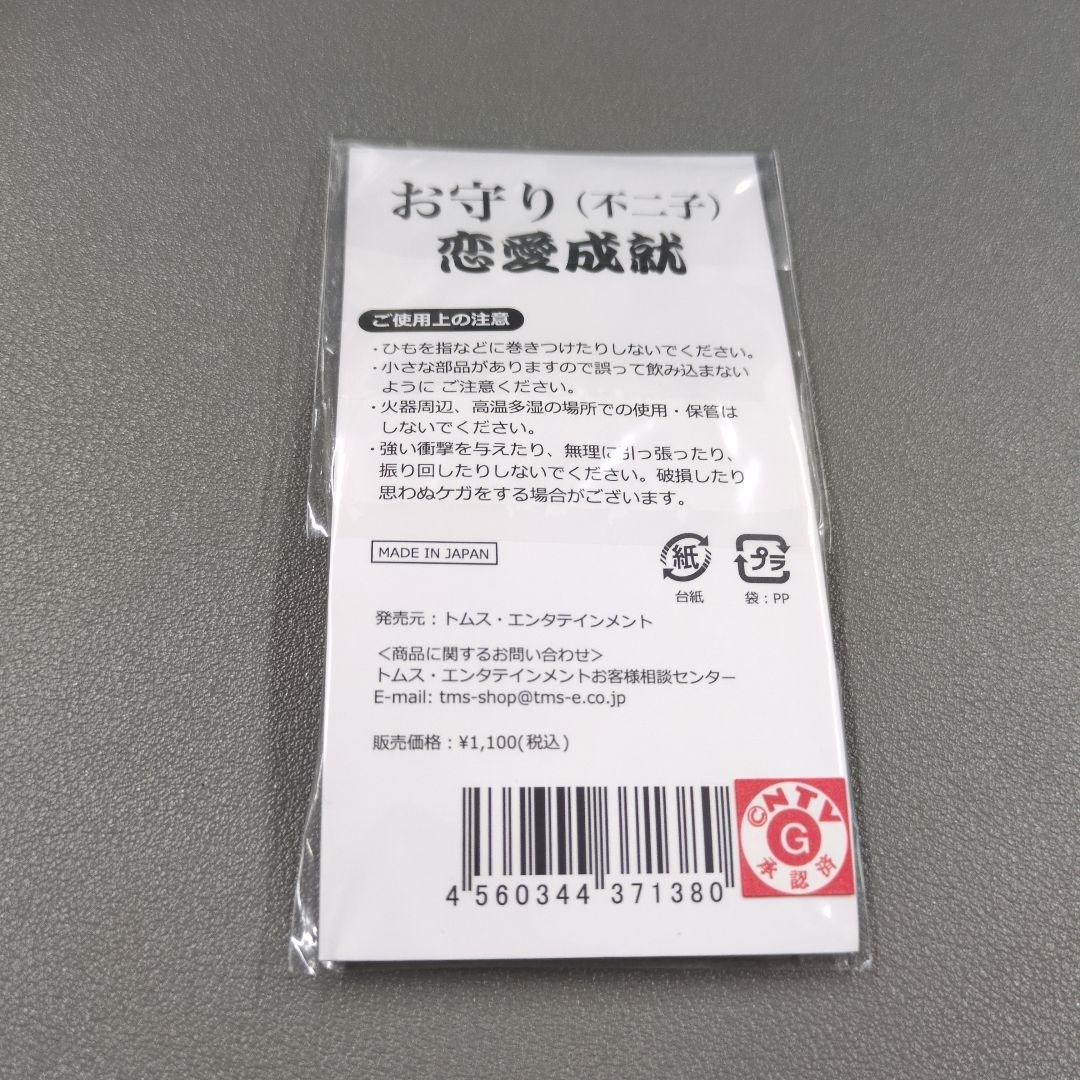 お守り（不二子）
恋愛成就
ご使用上の注意
・ひもを指などに巻きつけたりしないでください。
・小さな部品がありますので誤って飲み込まない
ように ご注意ください。
・火器周辺、高温多湿の場所での使用・保管は
しないでください。
・強い衝撃を与えたり、無理に引っ張ったり、
振り回したりしないでください。破損したり
思わぬケガをする場合がございます。
MADE IN JAPAN
紙
プラ
台紙
袋：PP
発売元：トムス・エンタテインメント
＜商品に関するお問い合わせ＞
トムス・エンタテインメントお客様相談センター
E-mail: tms-shop@tms-e.co.jp
販売価格：¥1,100(税込)
4 560344 371380
©NTV
G
承認済